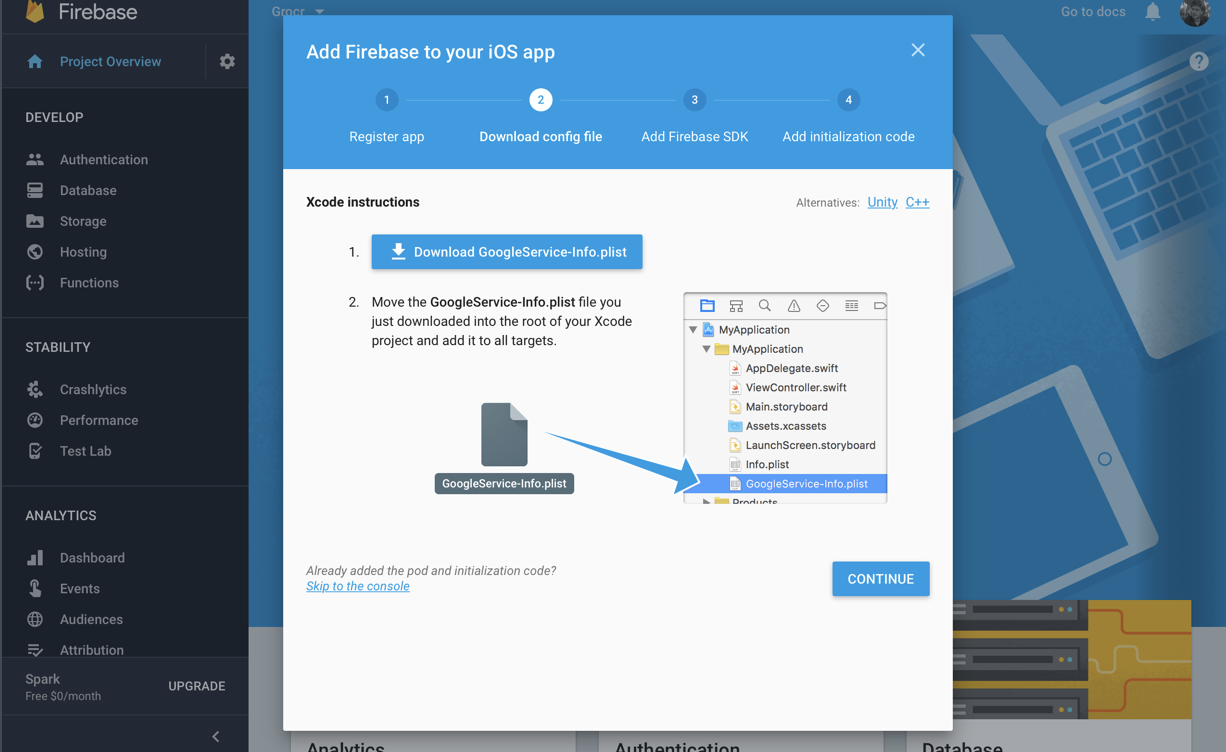 Firebase
Project Overview
DEVELOP
Authentication
Database
Storage
Hosting
Functions
STABILITY
Crashlytics
Performance
Test Lab
ANALYTICS
Dashboard
Events
Audiences
Attribution
Spark
Free $0/month
UPGRADE
Grocr
Go to docs
?
Add Firebase to your iOS app
1
2
3
4
Register app
Download config file
Add Firebase SDK
Add initialization code
Xcode instructions
Alternatives: Unity C++
1. Download GoogleService-Info.plist
2. Move the GoogleService-Info.plist file you
just downloaded into the root of your Xcode
project and add it to all targets.
GoogleService-Info.plist
MyApplication
MyApplication
AppDelegate.swift
ViewController.swift
Main.storyboard
Assets.xcassets
LaunchScreen.storyboard
Info.plist
GoogleService-Info.plist
Products
Already added the pod and initialization code?
Skip to the console
CONTINUE
Analytics
Authentication
Database